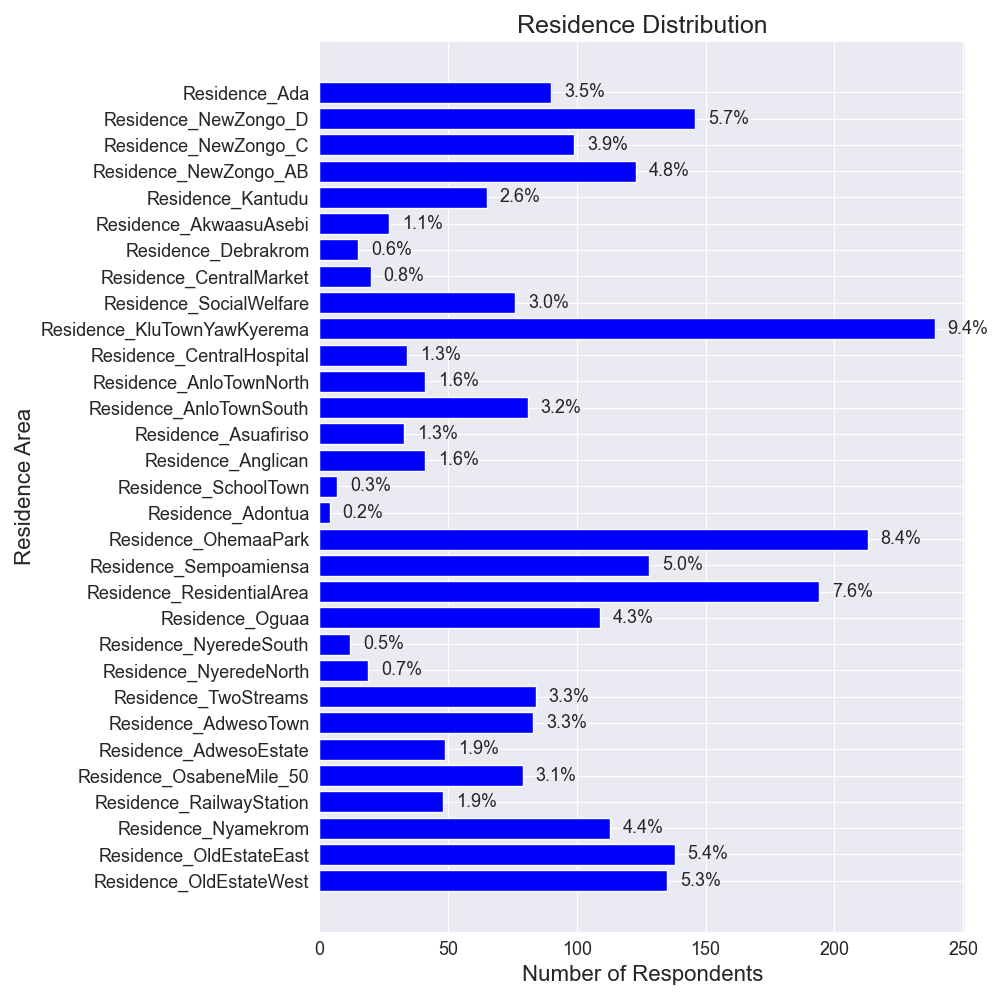 Residence Distribution
Residence_Ada 3.5%
Residence_NewZongo_D 5.7%
Residence_NewZongo_C 3.9%
Residence_NewZongo_AB 4.8%
Residence_Kantudu 2.6%
Residence_AkwaasuAsebi 1.1%
Residence_Debrakrom 0.6%
Residence_CentralMarket 0.8%
Residence_SocialWelfare 3.0%
Residence_KluTownYawKyerema 9.4%
Residence_CentralHospital 1.3%
Residence_AnloTownNorth 1.6%
Residence_AnloTownSouth 3.2%
Residence_Asuafiriso 1.3%
Residence_Anglican 1.6%
Residence_SchoolTown 0.3%
Residence_Adontua 0.2%
Residence_OhemaaPark 8.4%
Residence_Sempoamiensa 5.0%
Residence_ResidentialArea 7.6%
Residence_Oguaa 4.3%
Residence_NyeredeSouth 0.5%
Residence_NyeredeNorth 0.7%
Residence_TwoStreams 3.3%
Residence_AdwesoTown 3.3%
Residence_AdwesoEstate 1.9%
Residence_OsabeneMile_50 3.1%
Residence_RailwayStation 1.9%
Residence_Nyamekrom 4.4%
Residence_OldEstateEast 5.4%
Residence_OldEstateWest 5.3%
Residence Area
0 50 100 150 200 250
Number of Respondents